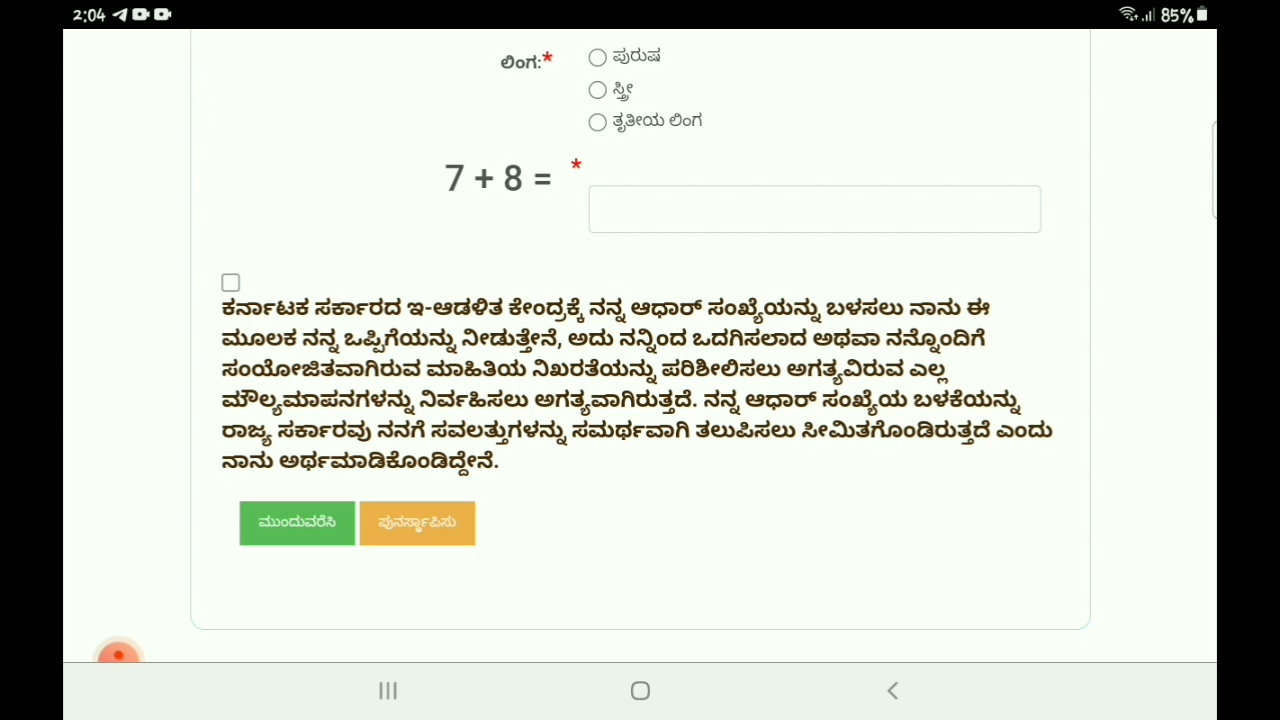 2:04
85%
ಲಿಂಗ:*
ಪುರುಷ
ಸ್ತ್ರೀ
ತೃತೀಯ ಲಿಂಗ
7 + 8 = *
ಕರ್ನಾಟಕ ಸರ್ಕಾರದ ಇ-ಆಡಳಿತ ಕೇಂದ್ರಕ್ಕೆ ನನ್ನ ಆಧಾರ್ ಸಂಖ್ಯೆಯನ್ನು ಬಳಸಲು ನಾನು ಈ
ಮೂಲಕ ನನ್ನ ಒಪ್ಪಿಗೆಯನ್ನು ನೀಡುತ್ತೇನೆ, ಅದು ನನ್ನಿಂದ ಒದಗಿಸಲಾದ ಅಥವಾ ನನ್ನೊಂದಿಗೆ
ಸಂಯೋಜಿತವಾಗಿರುವ ಮಾಹಿತಿಯ ನಿಖರತೆಯನ್ನು ಪರಿಶೀಲಿಸಲು ಅಗತ್ಯವಿರುವ ಎಲ್ಲ
ಮೌಲ್ಯಮಾಪನಗಳನ್ನು ನಿರ್ವಹಿಸಲು ಅಗತ್ಯವಾಗಿರುತ್ತದೆ. ನನ್ನ ಆಧಾರ್ ಸಂಖ್ಯೆಯ ಬಳಕೆಯನ್ನು
ರಾಜ್ಯ ಸರ್ಕಾರವು ನನಗೆ ಸವಲತ್ತುಗಳನ್ನು ಸಮರ್ಥವಾಗಿ ತಲುಪಿಸಲು ಸೀಮಿತಗೊಂಡಿರುತ್ತದೆ ಎಂದು
ನಾನು ಅರ್ಥಮಾಡಿಕೊಂಡಿದ್ದೇನೆ.
ಮುಂದುವರೆಸಿ
ಪುನರ್ಸ್ಥಾಪಿಸು